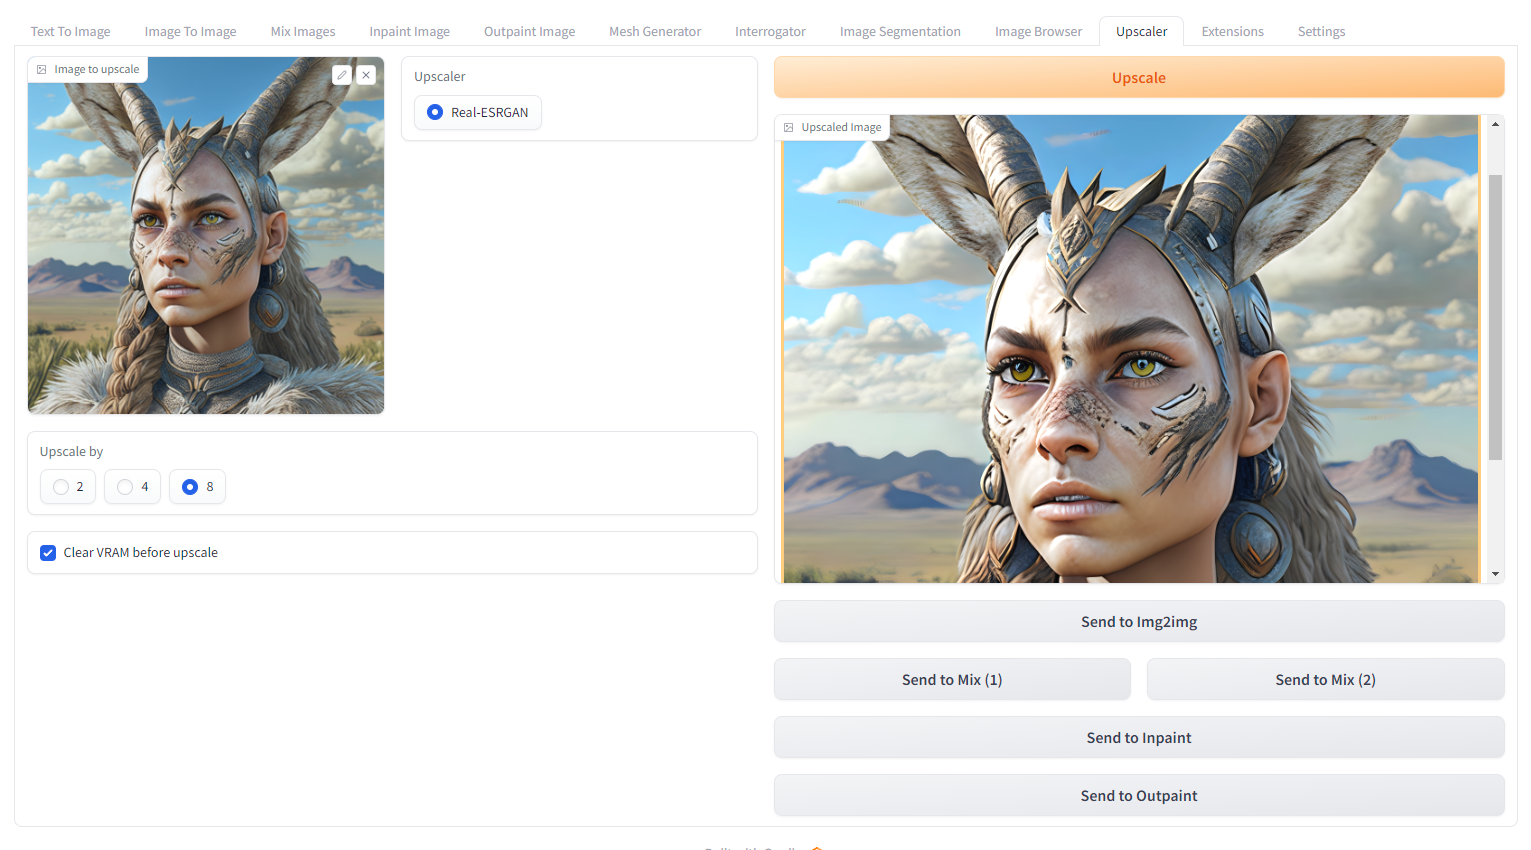 Text To Image
Image To Image
Mix Images
Inpaint Image
Outpaint Image
Mesh Generator
Interrogator
Image Segmentation
Image Browser
Upscaler
Extensions
Settings
Image to upscale
Upscaler
Real-ESRGAN
Upscale by
2
4
8
Clear VRAM before upscale
Upscale
Upscaled Image
Send to Img2img
Send to Mix (1)
Send to Mix (2)
Send to Inpaint
Send to Outpaint